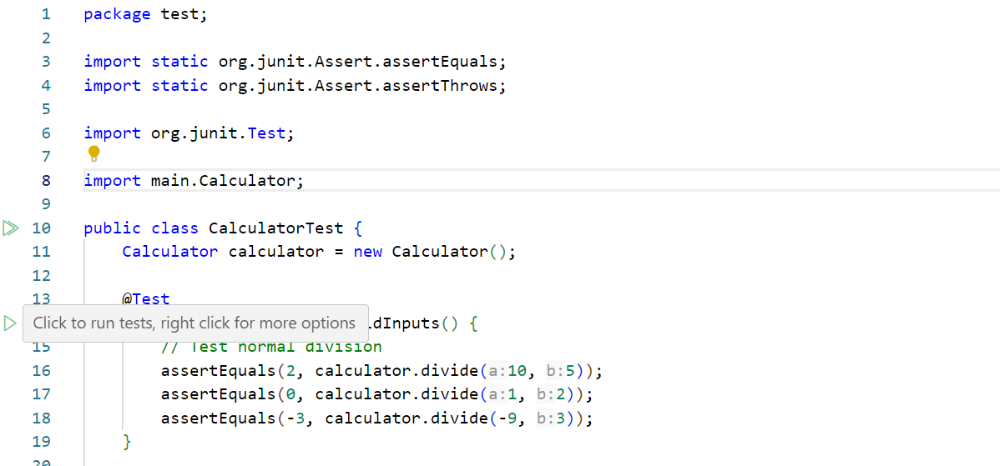 1 package test;
2
3 import static org.junit.Assert.assertEquals;
4 import static org.junit.Assert.assertThrows;
5
6 import org.junit.Test;
7
8 import main.Calculator;
9
10 public class CalculatorTest {
11 Calculator calculator = new Calculator();
12
13 @Test
Click to run tests, right click for more options
ldInputs() {
15 // Test normal division
16 assertEquals(2, calculator.divide(a:10, b:5));
17 assertEquals(0, calculator.divide(a:1, b:2));
18 assertEquals(-3, calculator.divide(-9, b:3));
19 }
20